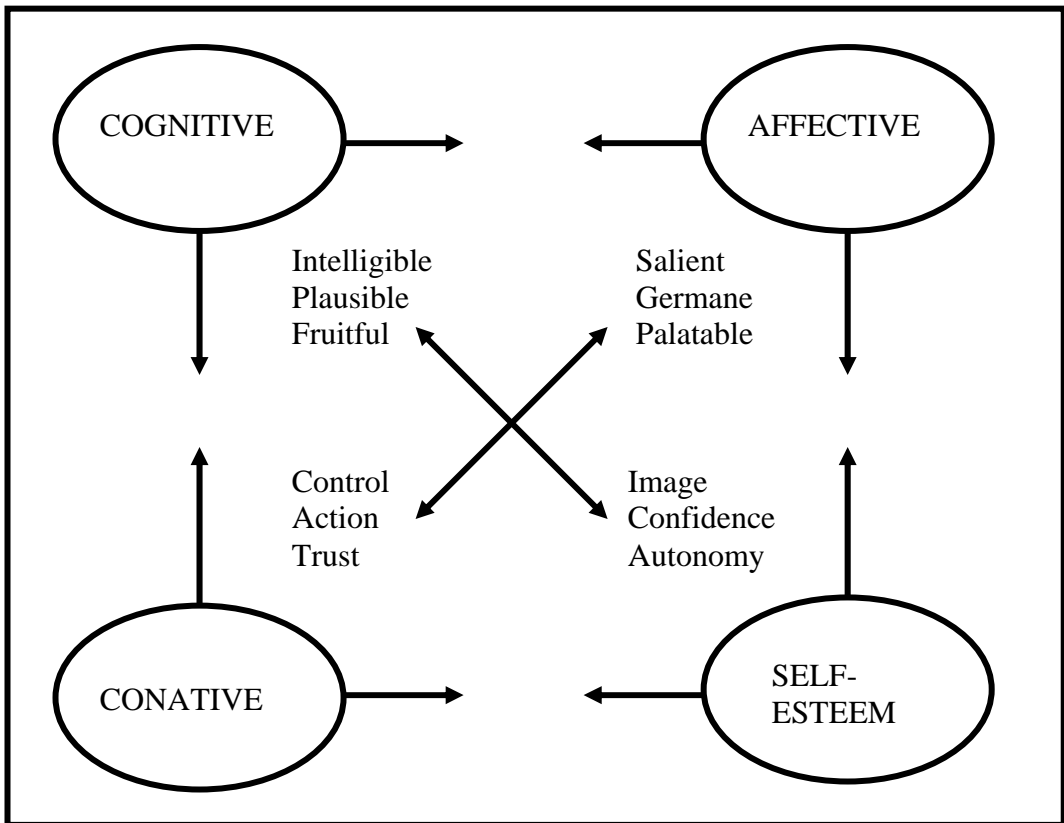 COGNITIVE
AFFECTIVE
Intelligible
Plausible
Fruitful
Salient
Germane
Palatable
Control
Action
Trust
Image
Confidence
Autonomy
CONATIVE
SELF-
ESTEEM